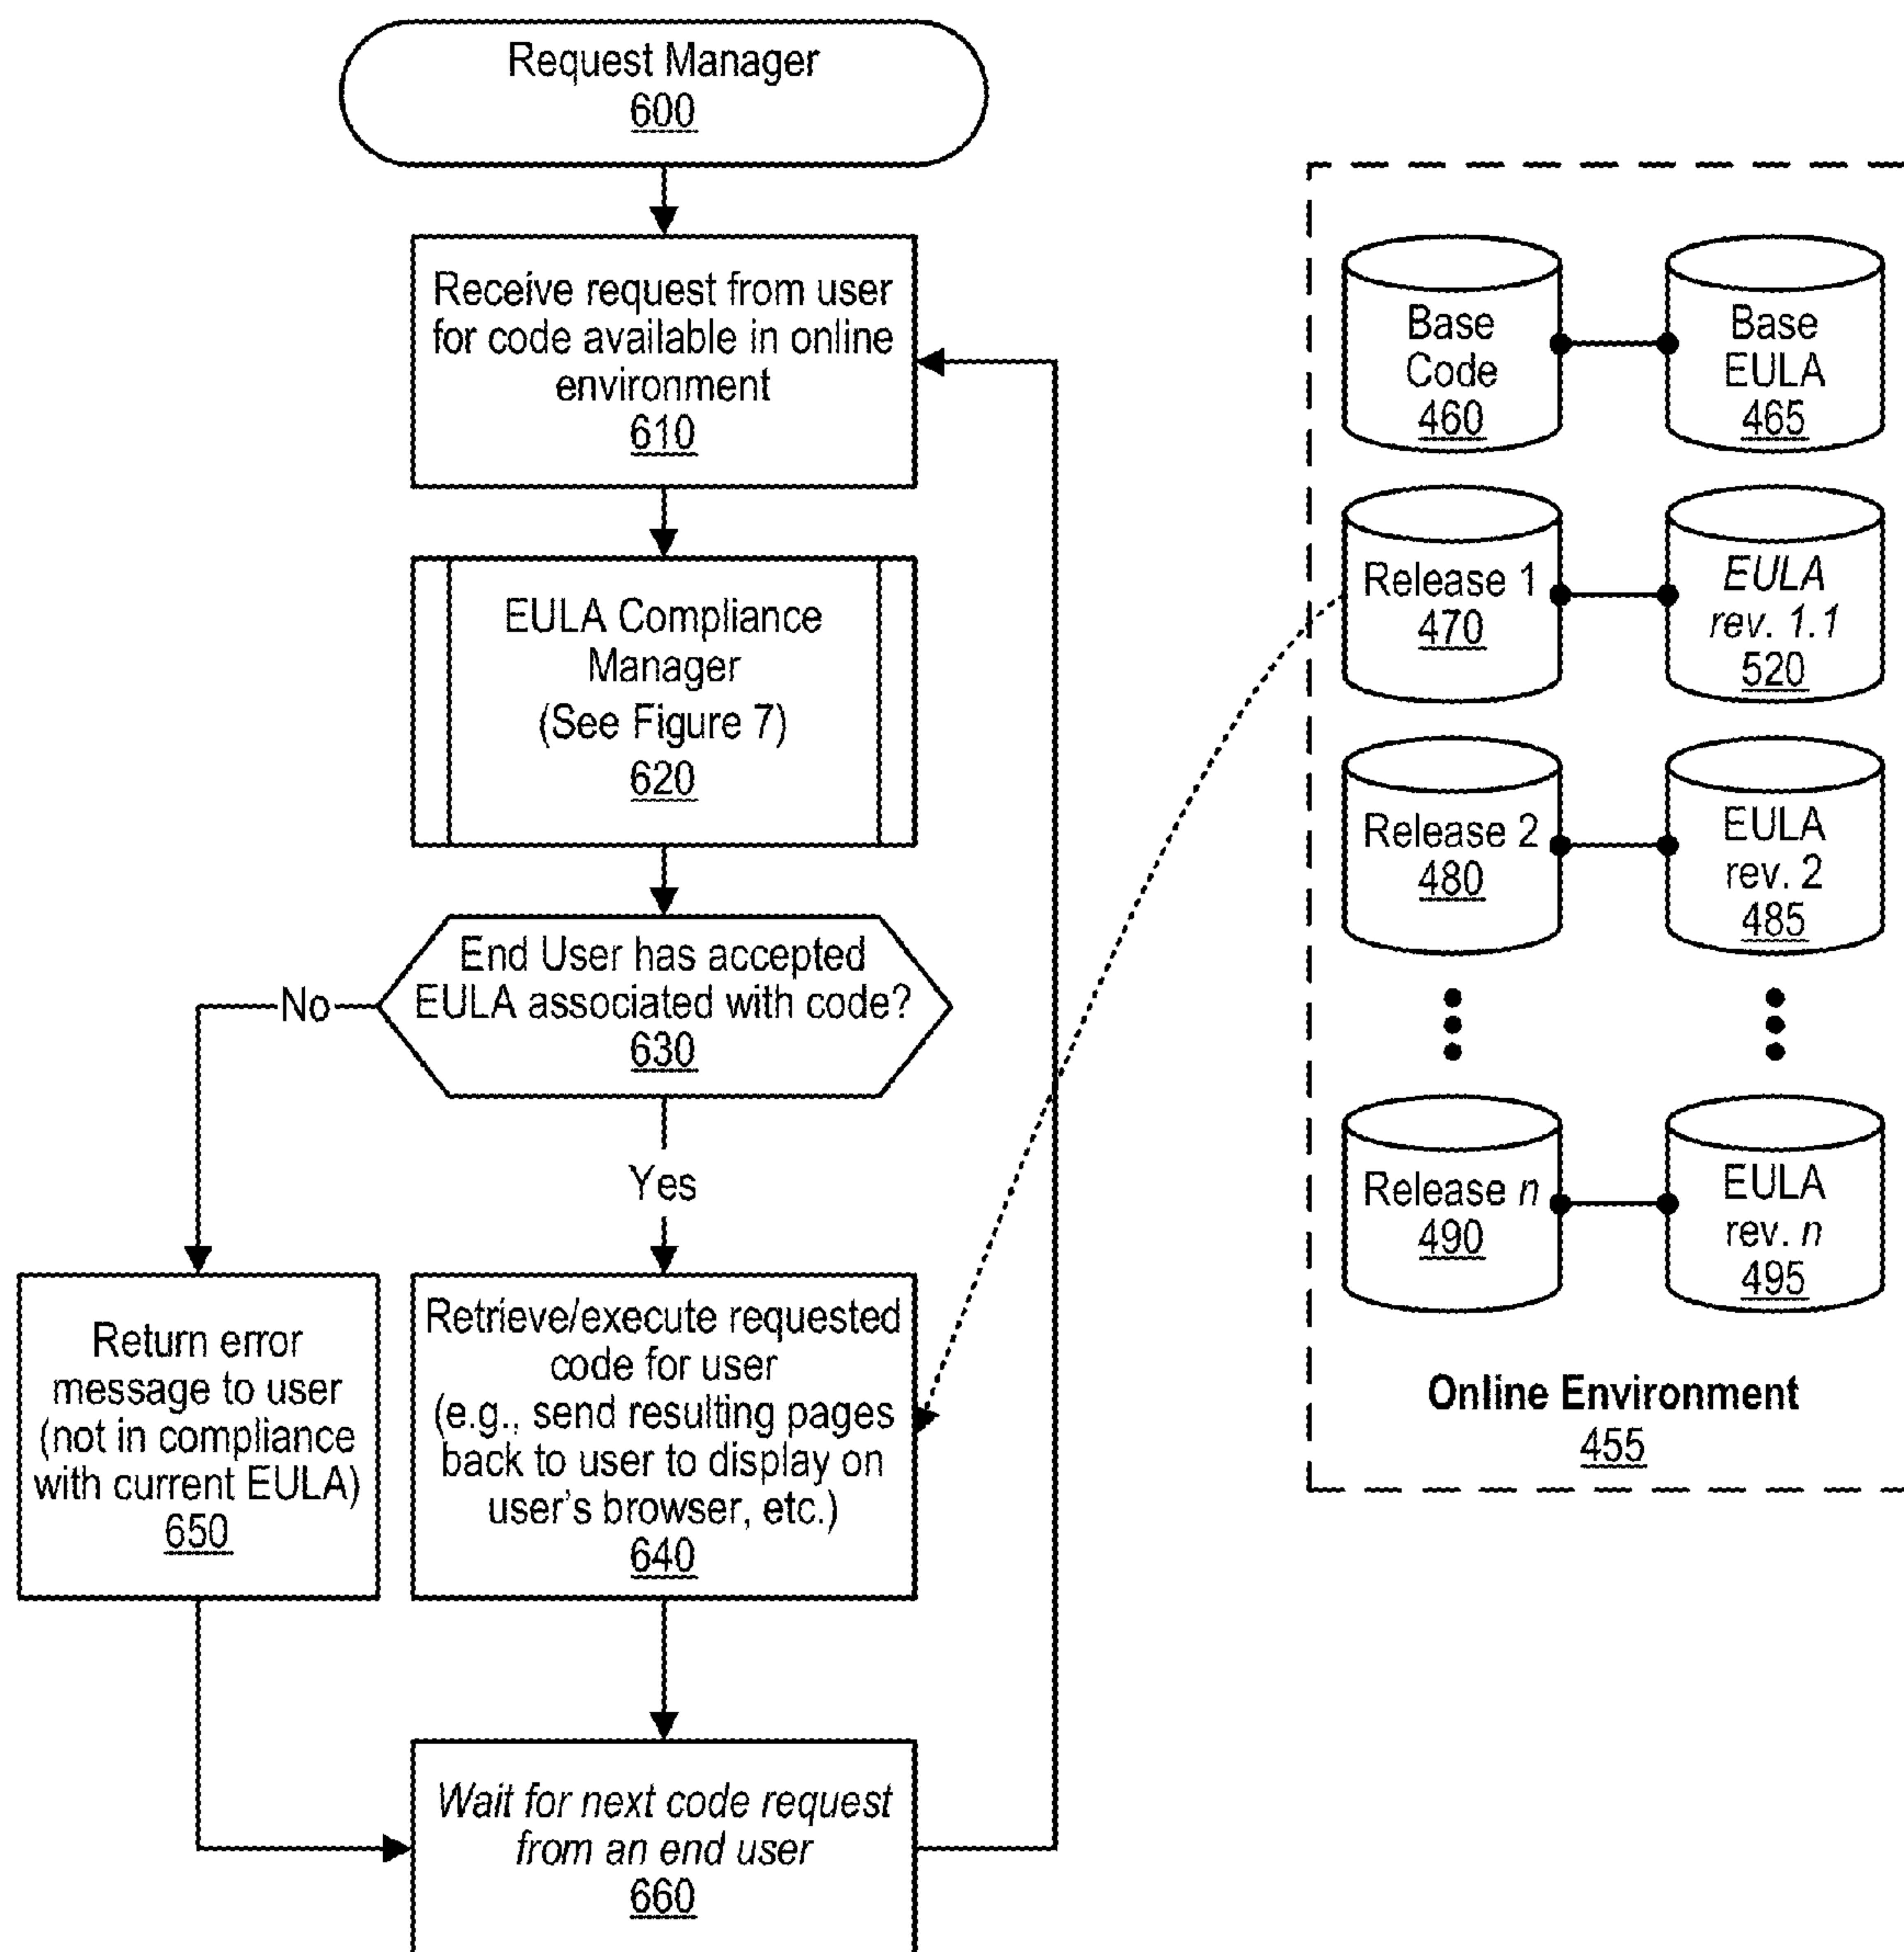 Request Manager
600
Receive request from user
for code available in online
environment
610
EULA Compliance
Manager
(See Figure 7)
620
End User has accepted
EULA associated with code?
630
No
Yes
Return error
message to user
(not in compliance
with current EULA)
650
Retrieve/execute requested
code for user
(e.g., send resulting pages
back to user to display on
user's browser, etc.)
640
Wait for next code request
from an end user
660
Base
Code
460
Base
EULA
465
Release 1
470
EULA
rev. 1.1
520
Release 2
480
EULA
rev. 2
485
Release n
490
EULA
rev. n
495
Online Environment
455